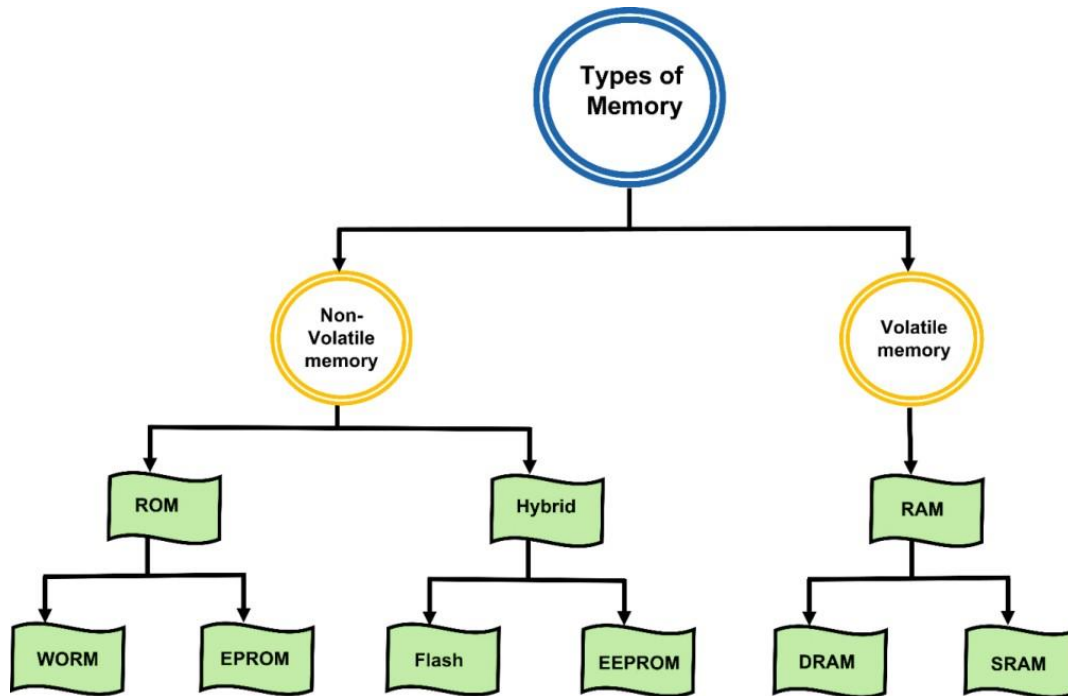 Types of
Memory
Non-
Volatile
memory
Volatile
memory
ROM
Hybrid
RAM
WORM
EPROM
Flash
EEPROM
DRAM
SRAM